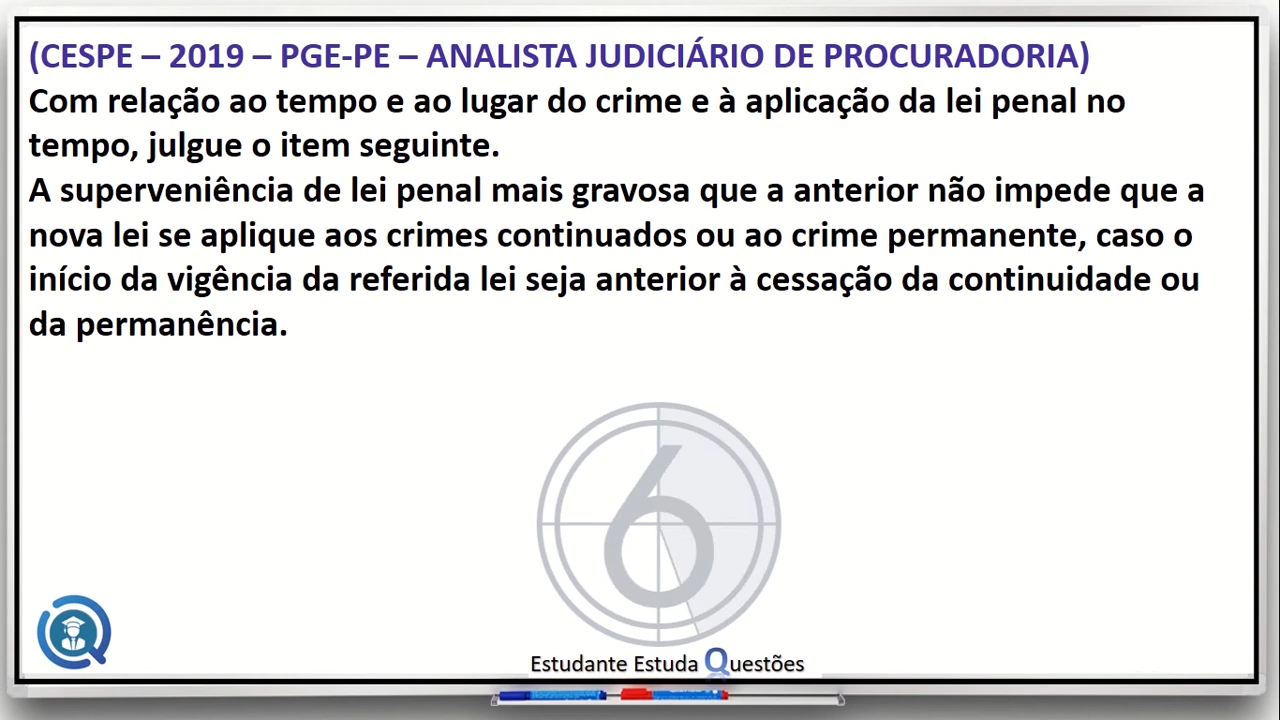 (CESPE – 2019 – PGE-PE – ANALISTA JUDICIÁRIO DE PROCURADORIA)
Com relação ao tempo e ao lugar do crime e à aplicação da lei penal no
tempo, julgue o item seguinte.
A superveniência de lei penal mais gravosa que a anterior não impede que a
nova lei se aplique aos crimes continuados ou ao crime permanente, caso o
início da vigência da referida lei seja anterior à cessação da continuidade ou
da permanência.
6
Estudante Estuda Questões